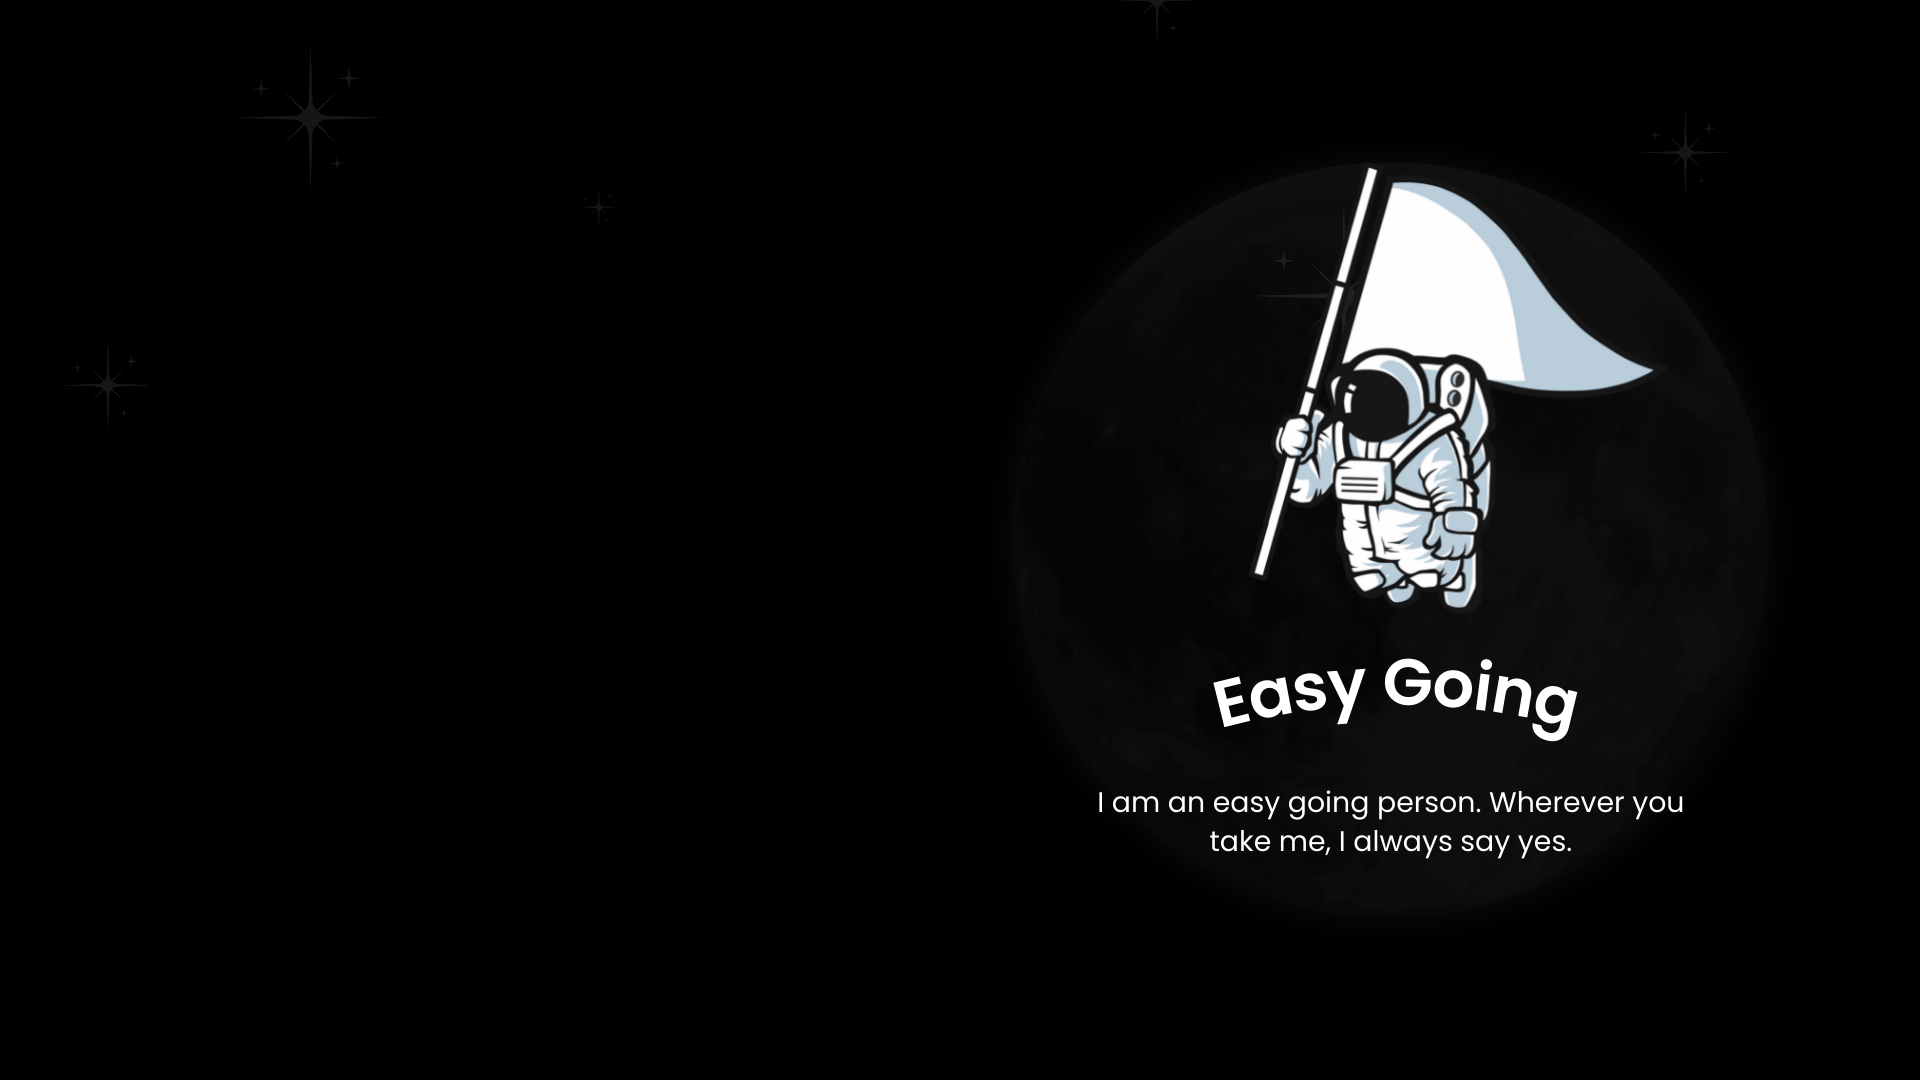 Easy Going
I am an easy going person. Wherever you
take me, I always say yes.